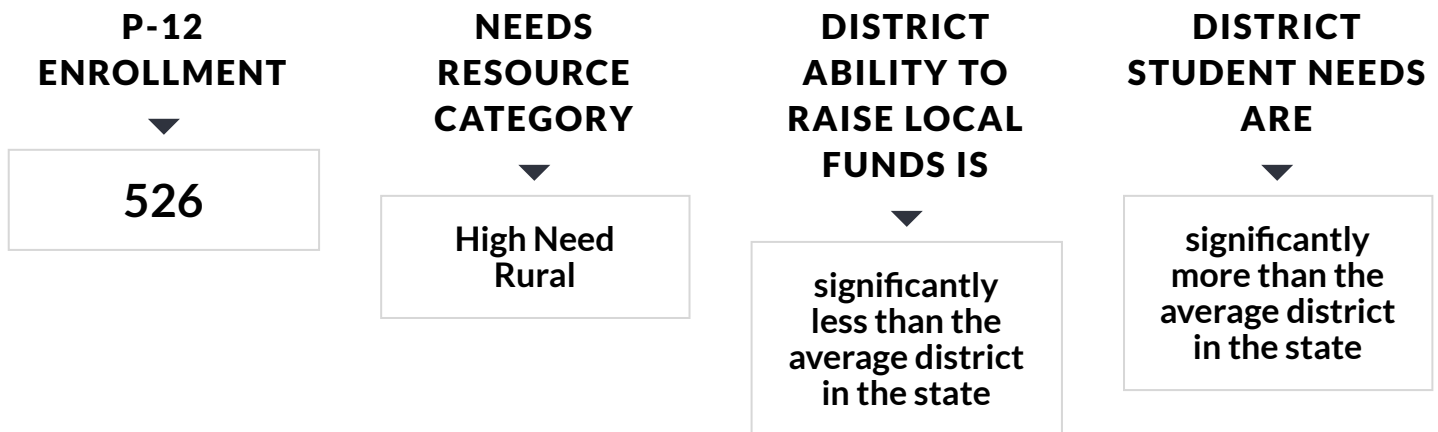 P-12
ENROLLMENT
526
NEEDS
RESOURCE
CATEGORY
High Need
Rural
DISTRICT
ABILITY TO
RAISE LOCAL
FUNDS IS
significantly
less than the
average district
in the state
DISTRICT
STUDENT NEEDS
ARE
significantly
more than the
average district
in the state